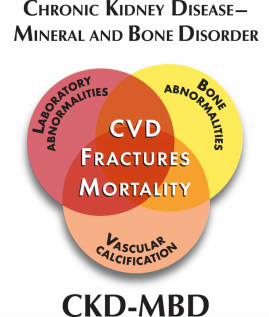 CHRONIC KIDNEY DISEASE–
MINERAL AND BONE DISORDER
LABORATORY
ABNORMALITIES
BONE
ABNORMALITIES
CVD
FRACTURES
MORTALITY
VASCULAR
CALCIFICATION
CKD-MBD